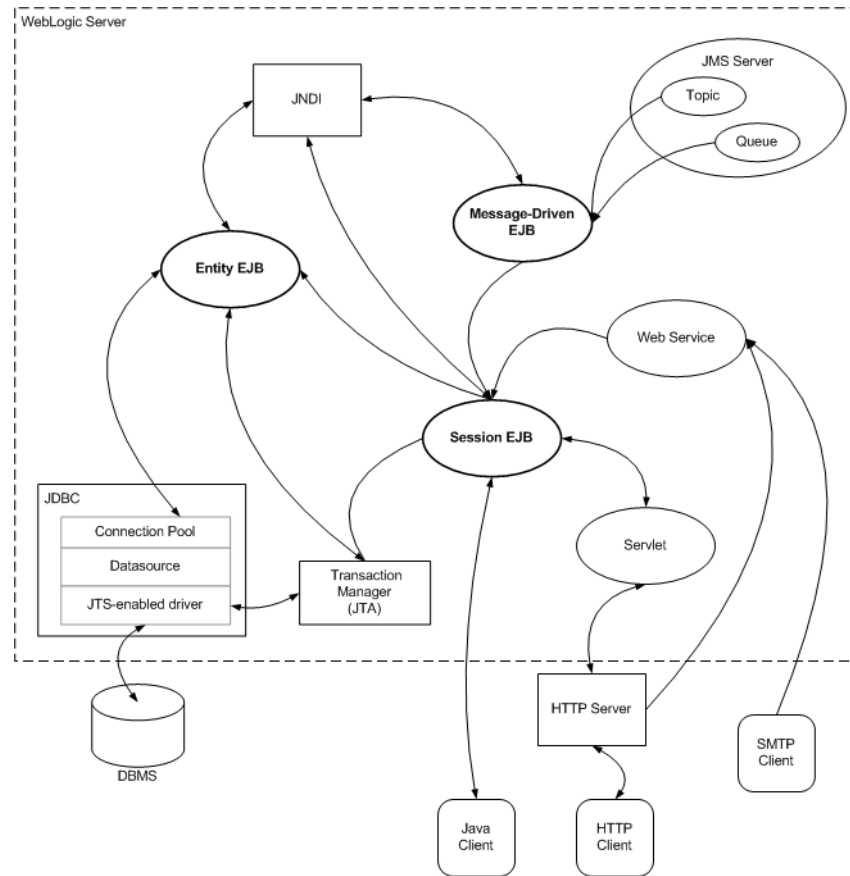 WebLogic Server
JNDI
JMS Server
Topic
Queue
Message-Driven
EJB
Entity EJB
Web Service
Session EJB
JDBC
Connection Pool
Datasource
JTS-enabled driver
Transaction
Manager
(JTA)
Servlet
HTTP Server
SMTP
Client
DBMS
Java
Client
HTTP
Client